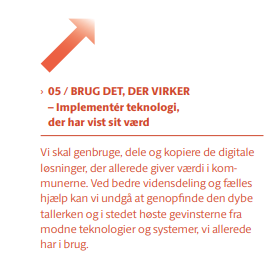 › 05 / BRUG DET, DER VIRKER
– Implementér teknologi,
der har vist sit værd
Vi skal genbruge, dele og kopiere de digitale
løsninger, der allerede giver værdi i kom-
munerne. Ved bedre vidensdeling og fælles
hjælp kan vi undgå at genopfinde den dybe
tallerken og i stedet høste gevinsterne fra
modne teknologier og systemer, vi allerede
har i brug.